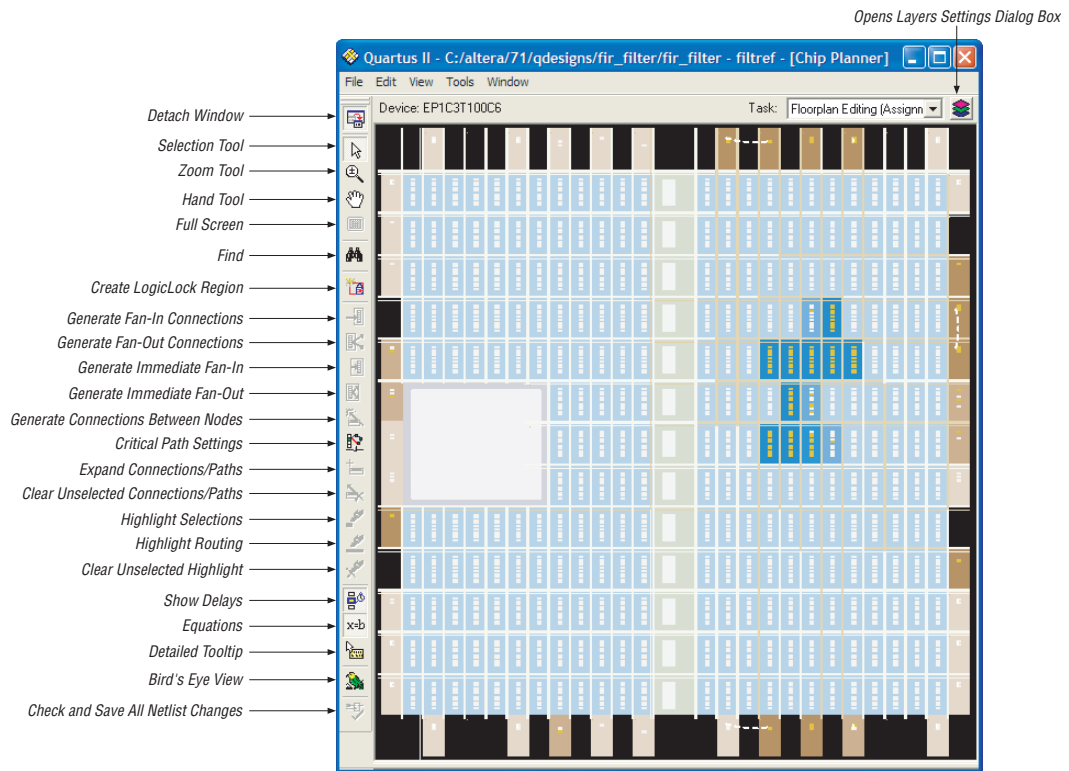 Opens Layers Settings Dialog Box
Quartus II - C:/altera/71/qdesigns/fir_filter/fir_filter - filtref - [Chip Planner]
File Edit View Tools Window
Device: EP1C3T100C6 Task: Floorplan Editing (Assignn
Detach Window
Selection Tool
Zoom Tool
Hand Tool
Full Screen
Find
Create LogicLock Region
Generate Fan-In Connections
Generate Fan-Out Connections
Generate Immediate Fan-In
Generate Immediate Fan-Out
Generate Connections Between Nodes
Critical Path Settings
Expand Connections/Paths
Clear Unselected Connections/Paths
Highlight Selections
Highlight Routing
Clear Unselected Highlight
Show Delays
Equations x=b
Detailed Tooltip
Bird's Eye View
Check and Save All Netlist Changes